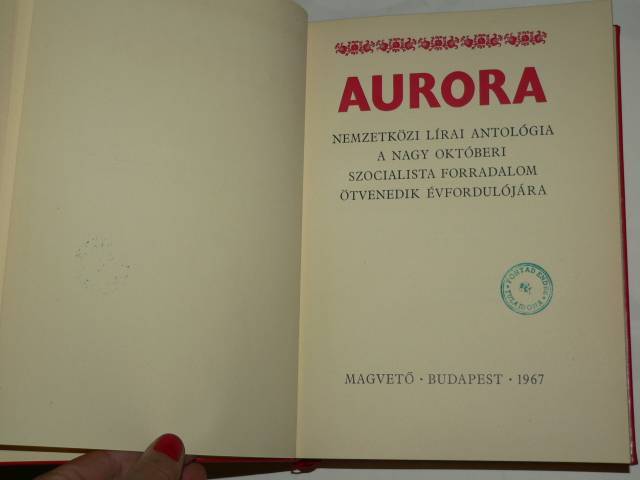 AURORA
NEMZETKÖZI LÍRAI ANTOLÓGIA
A NAGY OKTÓBERI
SZOCIALISTA FORRADALOM
ÖTVENEDIK ÉVFORDULÓJÁRA
MAGVETŐ · BUDAPEST · 1967